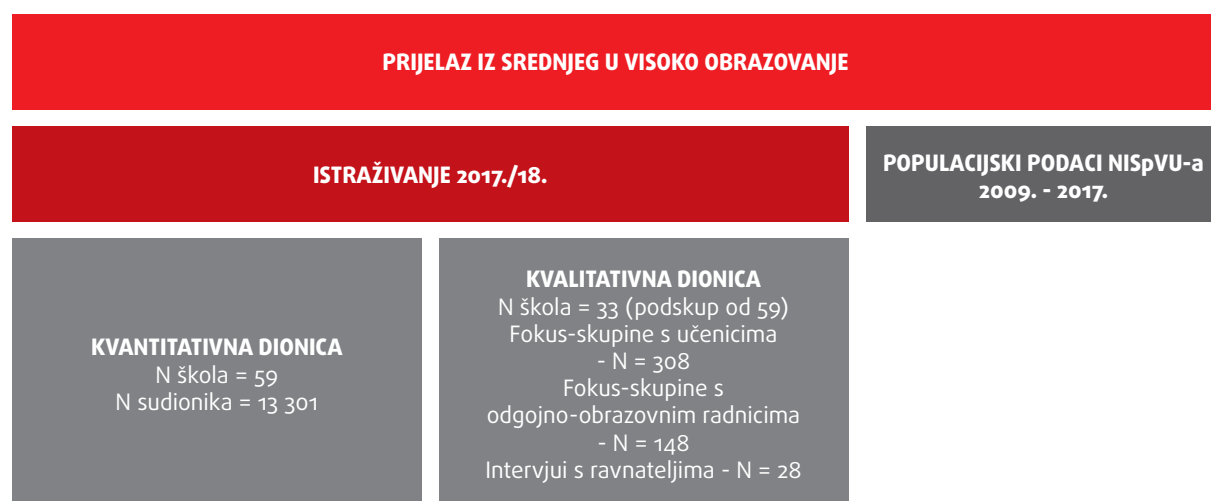 PRIJELAZ IZ SREDNJEG U VISOKO OBRAZOVANJE
ISTRAŽIVANJE 2017./18.
POPULACIJSKI PODACI NISpVU-a
2009. - 2017.
KVANTITATIVNA DIONICA
N škola = 59
N sudionika = 13 301
KVALITATIVNA DIONICA
N škola = 33 (podskup od 59)
Fokus-skupine s učenicima
- N = 308
Fokus-skupine s
odgojno-obrazovnim radnicima
- N = 148
Intervjui s ravnateljima - N = 28